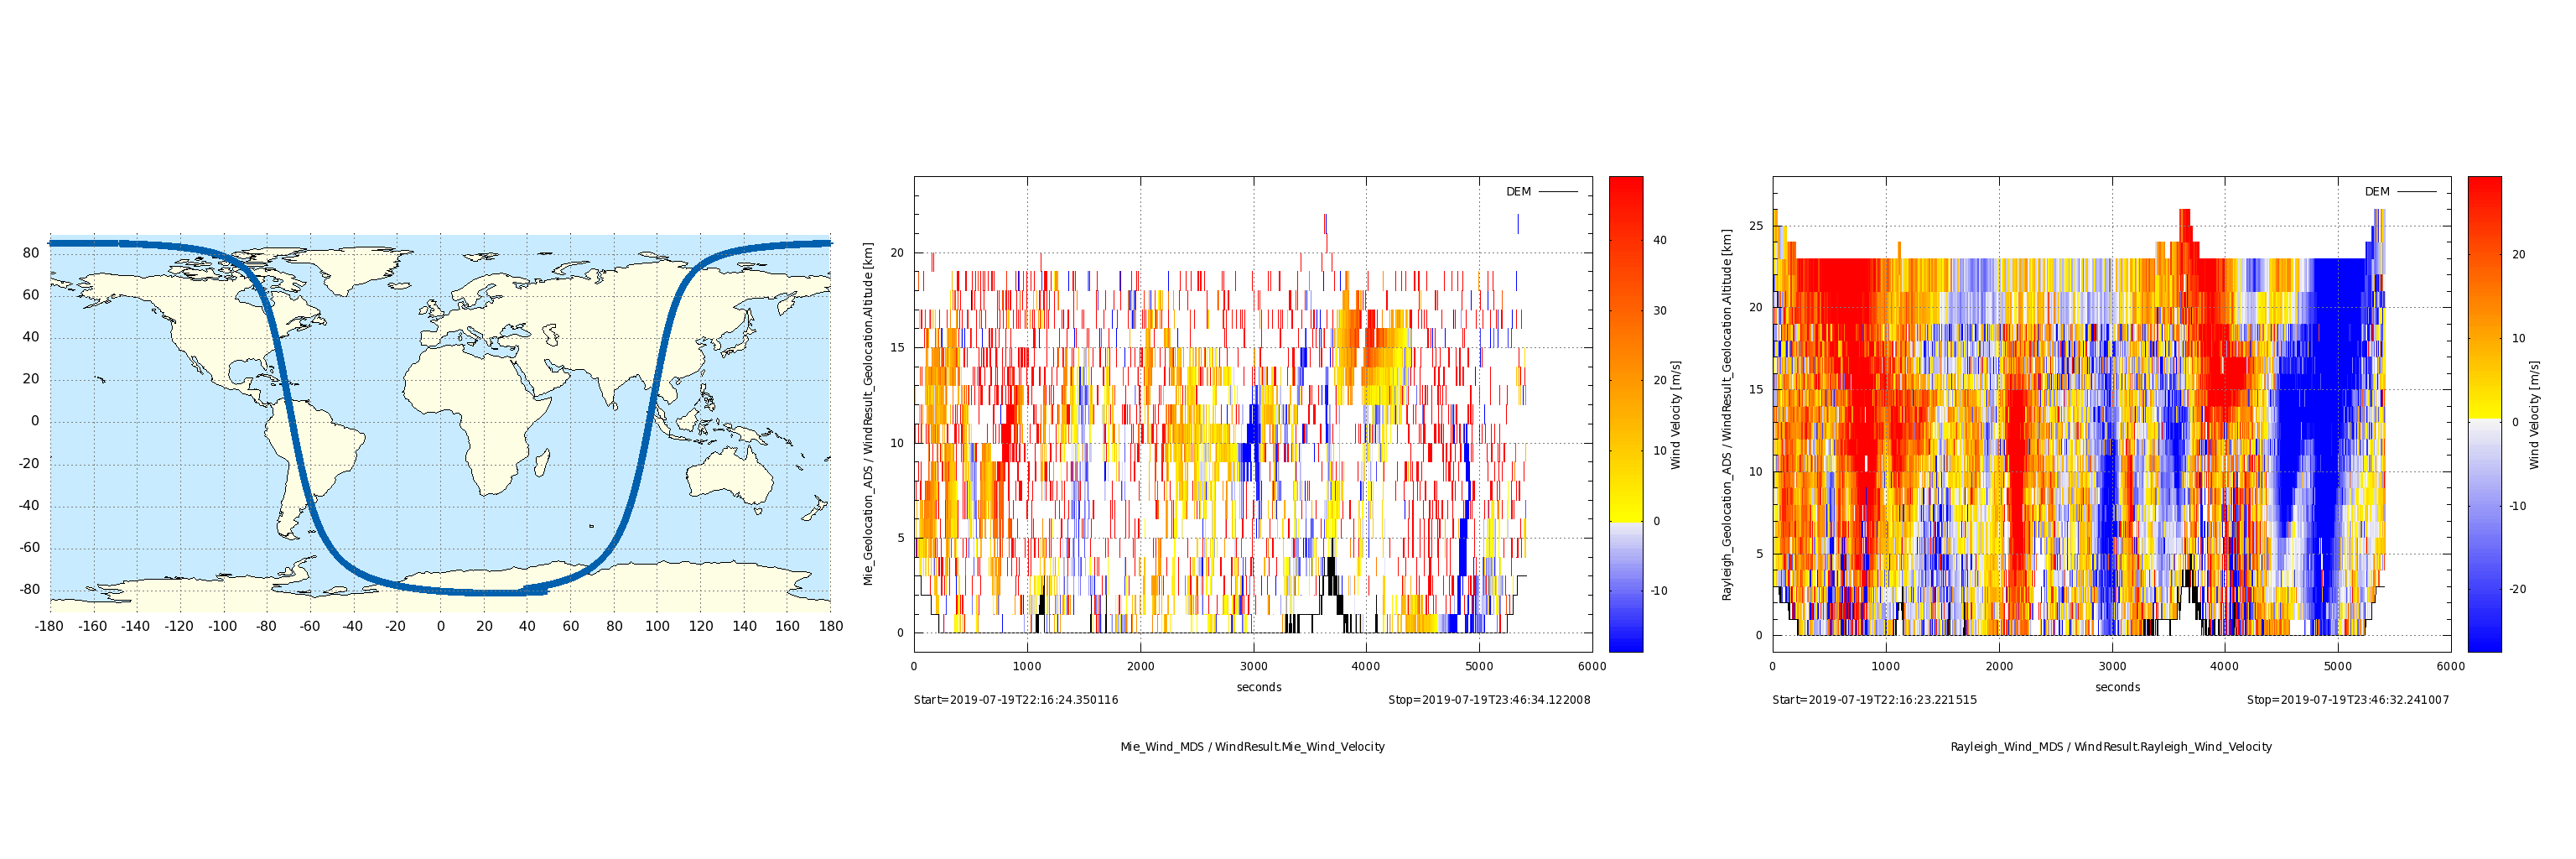 80
60
40
20
0
-20
-40
-60
-80
-180 -160 -140 -120 -100 -80 -60 -40 -20 0 20 40 60 80 100 120 140 160 180
Mie_Geolocation_ADS / WindResult_Geolocation.Altitude [km]
20
15
10
5
0
DEM
0 1000 2000 3000 4000 5000 6000
seconds
Start=2019-07-19T22:16:24.350116 Stop=2019-07-19T23:46:34.122008
Mie_Wind_MDS / WindResult.Mie_Wind_Velocity
40
30
20
10
0
-10
Wind Velocity [m/s]
Rayleigh_Geolocation_ADS / WindResult_Geolocation.Altitude [km]
25
20
15
10
5
0
DEM
0 1000 2000 3000 4000 5000 6000
seconds
Start=2019-07-19T22:16:23.221515 Stop=2019-07-19T23:46:32.241007
Rayleigh_Wind_MDS / WindResult.Rayleigh_Wind_Velocity
20
10
0
-10
-20
Wind Velocity [m/s]